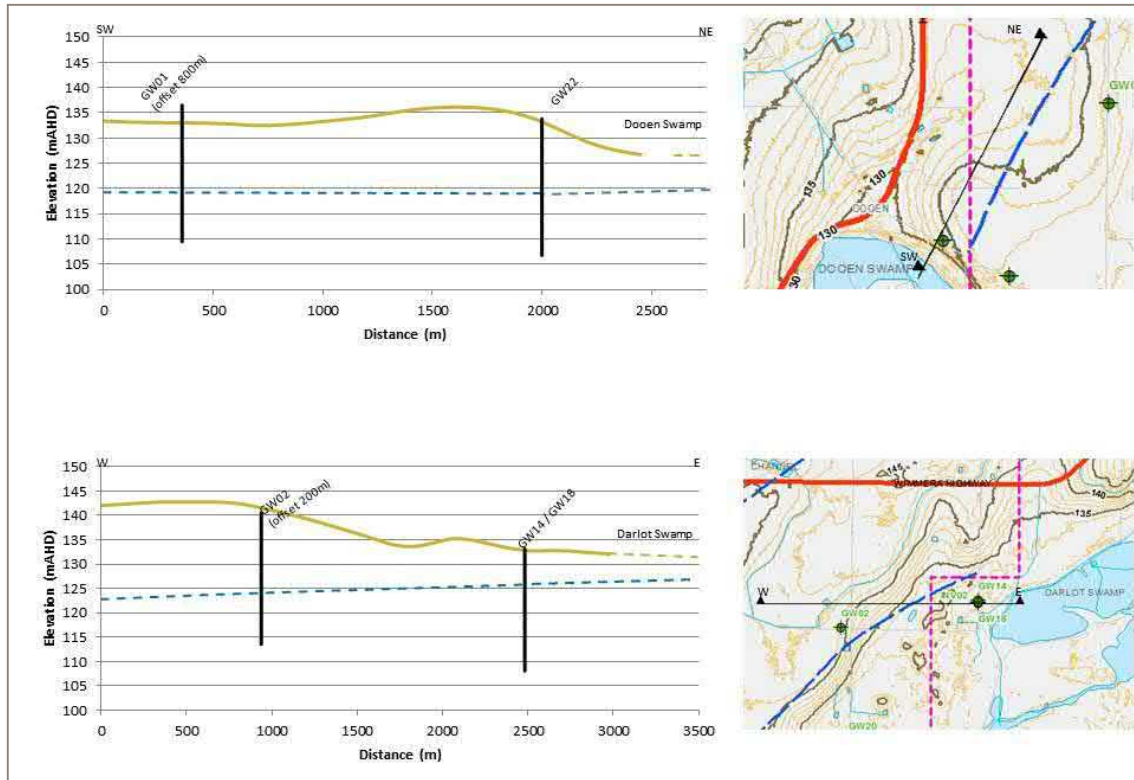 SW
NE
150
145
140
135
130
125
120
115
110
105
100
Elevation (mAHD)
GW01
(offset 800m)
GW22
Dooen Swamp
0
500
1000
1500
2000
2500
Distance (m)
NE
135
130
130
DOOEN
SW
DOOEN SWAMP
30
W
E
150
145
140
135
130
125
120
115
110
105
100
Elevation (mAHD)
GW02
(offset 200m)
GW14 / GW18
Darlot Swamp
0
500
1000
1500
2000
2500
3000
3500
Distance (m)
CHANNEL
145
WIMMERA HIGHWAY
140
135
W
GW02
NV02
GW14
E
DARLOT SWAMP
GW20